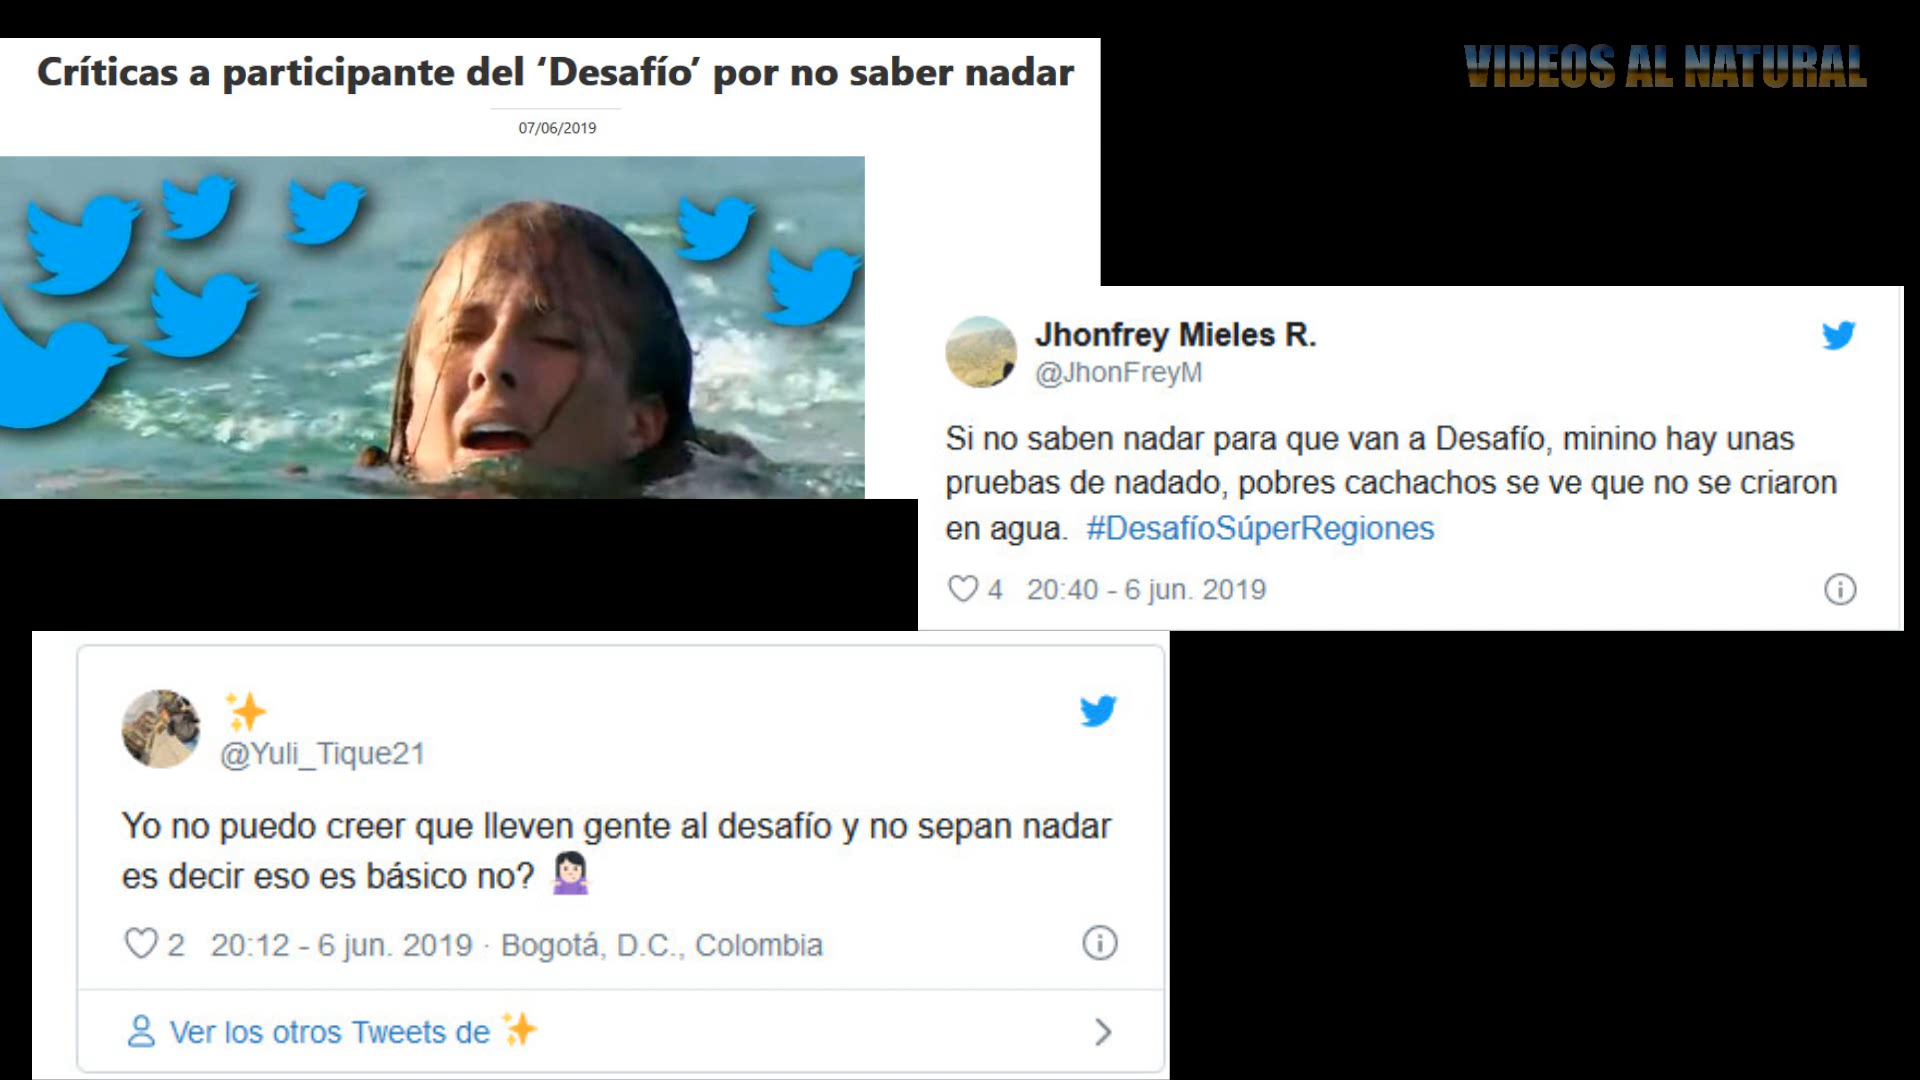 Críticas a participante del ‘Desafío’ por no saber nadar
07/06/2019
VIDEOS AL NATURAL
Jhonfrey Mieles R.
@JhonFreyM
Si no saben nadar para que van a Desafío, minino hay unas
pruebas de nadado, pobres cachachos se ve que no se criaron
en agua. #DesafíoSúperRegiones
4 20:40 - 6 jun. 2019
@Yuli_Tique21
Yo no puedo creer que lleven gente al desafío y no sepan nadar
es decir eso es básico no?
2 20:12 - 6 jun. 2019 · Bogotá, D.C., Colombia
Ver los otros Tweets de